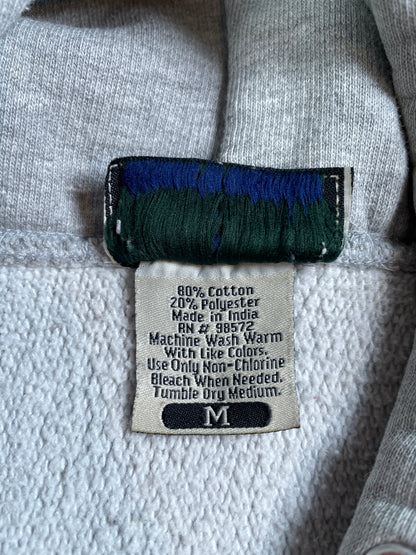 80% Cotton
20% Polyester
Made in India
RN # 98572
Machine Wash Warm
With Like Colors.
Use Only Non-Chlorine
Bleach When Needed.
Tumble Dry Medium.
M